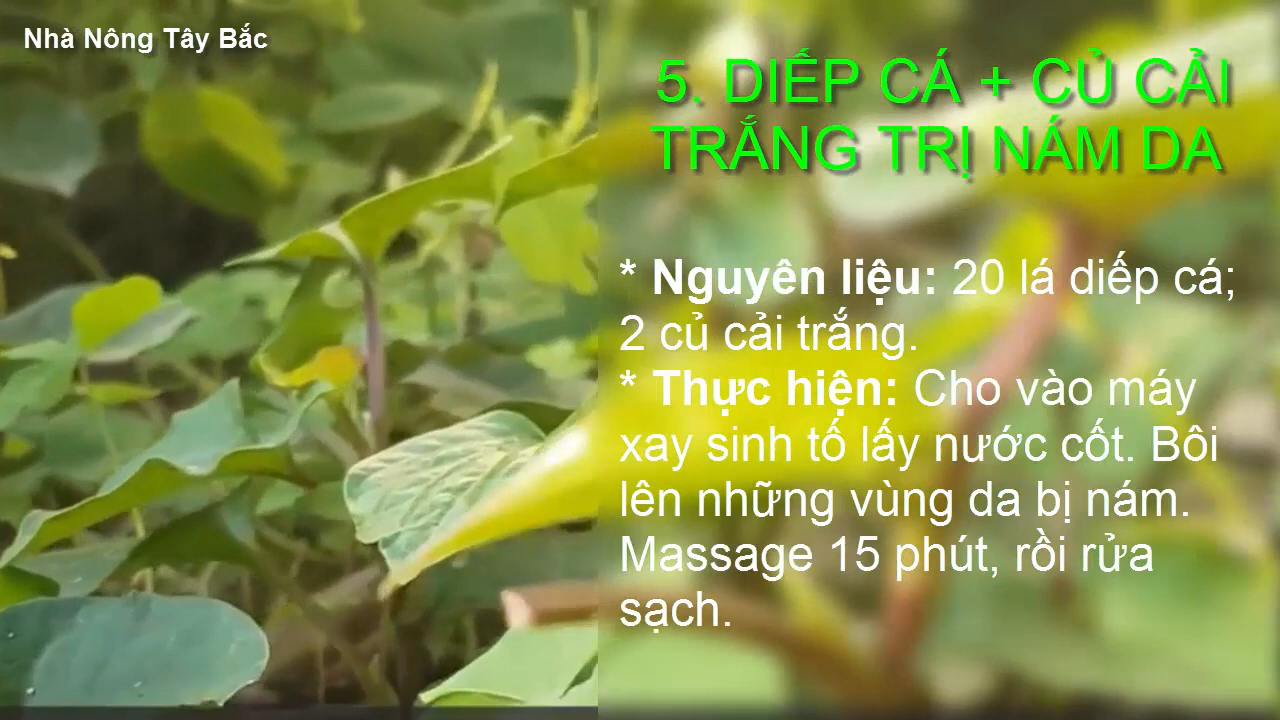 Nhà Nông Tây Bắc
5. DIẾP CÁ + CỦ CẢI
TRẮNG TRỊ NÁM DA
* Nguyên liệu: 20 lá diếp cá;
2 củ cải trắng.
* Thực hiện: Cho vào máy
xay sinh tố lấy nước cốt. Bôi
lên những vùng da bị nám.
Massage 15 phút, rồi rửa
sạch.